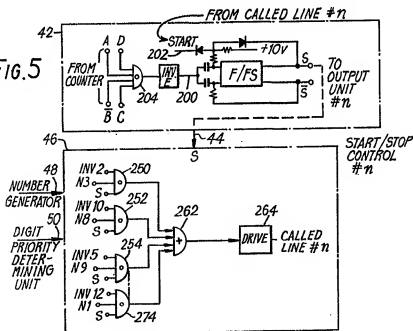 FROM CALLED LINE #n
42
A D
START
202
+10V
FIG.5
FROM
COUNTER
INV
E
F/FS
S
TO
OUTPUT
UNIT
#n
204
200
S̅
B̅ C
44
46
S
START/STOP
CONTROL
#n
48
NUMBER
GENERATOR
50
DIGIT
PRIORITY
DETER-
MINING
UNIT
INV 2
N3
S
250
INV 10
N8
S
252
INV 5
N9
S
254
INV 12
N1
S
274
262
264
DRIVE
CALLED
LINE #n